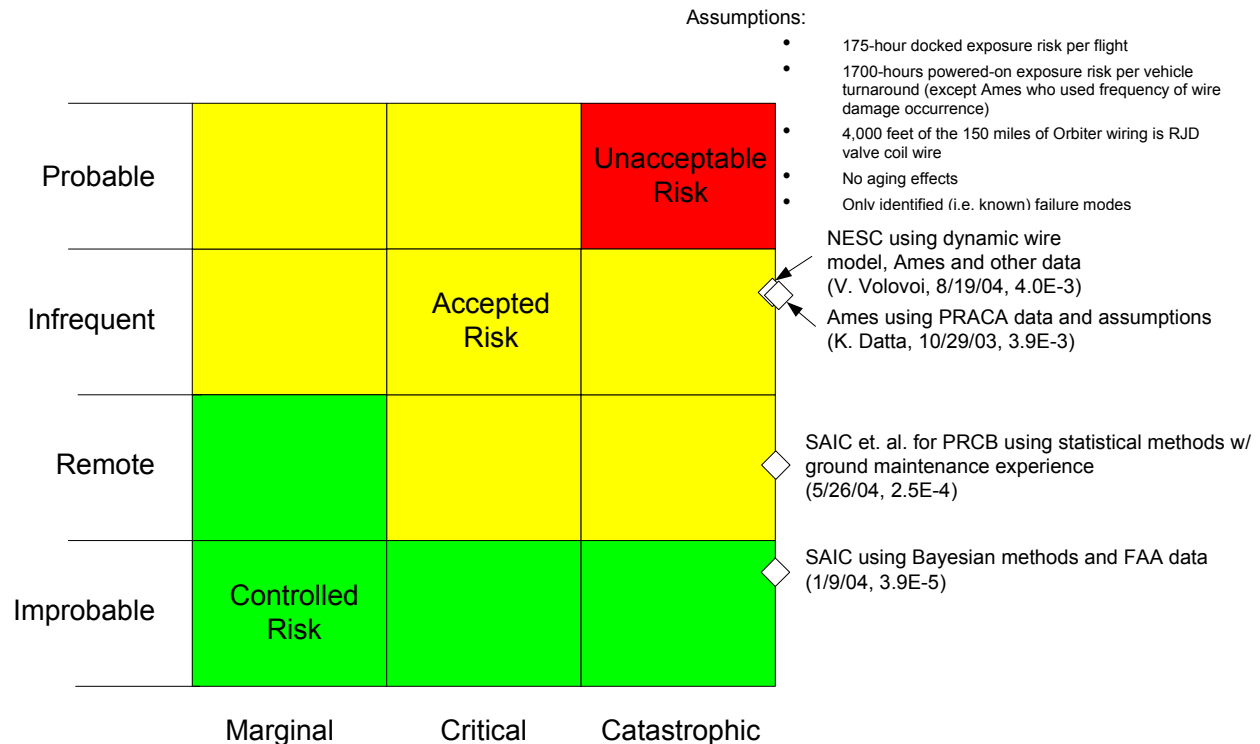 Assumptions:
• 175-hour docked exposure risk per flight
• 1700-hours powered-on exposure risk per vehicle
turnaround (except Ames who used frequency of wire
damage occurrence)
• 4,000 feet of the 150 miles of Orbiter wiring is RJD
valve coil wire
• No aging effects
• Only identified (i.e. known) failure modes
Probable
Unacceptable
Risk
NESC using dynamic wire
model, Ames and other data
(V. Volovoi, 8/19/04, 4.0E-3)
Infrequent
Accepted
Risk
Ames using PRACA data and assumptions
(K. Datta, 10/29/03, 3.9E-3)
Remote
SAIC et. al. for PRCB using statistical methods w/
ground maintenance experience
(5/26/04, 2.5E-4)
SAIC using Bayesian methods and FAA data
(1/9/04, 3.9E-5)
Improbable
Controlled
Risk
Marginal
Critical
Catastrophic